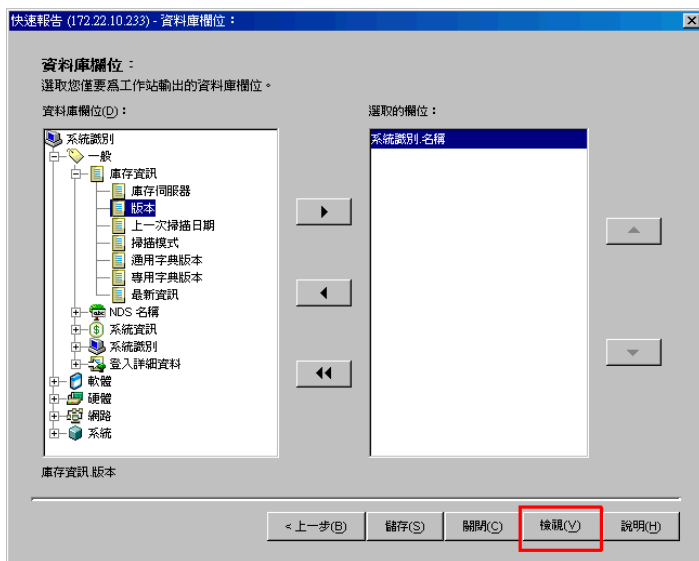 快速報告 (172.22.10.233) - 資料庫欄位：
資料庫欄位：
選取您僅要為工作站輸出的資料庫欄位。
資料庫欄位(D)：
選取的欄位：
系統識別
一般
庫存資訊
庫存伺服器
版本
上一次掃描日期
掃描模式
通用字典版本
專用字典版本
最新資訊
NDS 名稱
系統資訊
系統識別
登入詳細資料
軟體
硬體
網路
系統
系統識別.名稱
庫存資訊.版本
<上一步(B)
儲存(S)
關閉(C)
檢視(V)
說明(H)